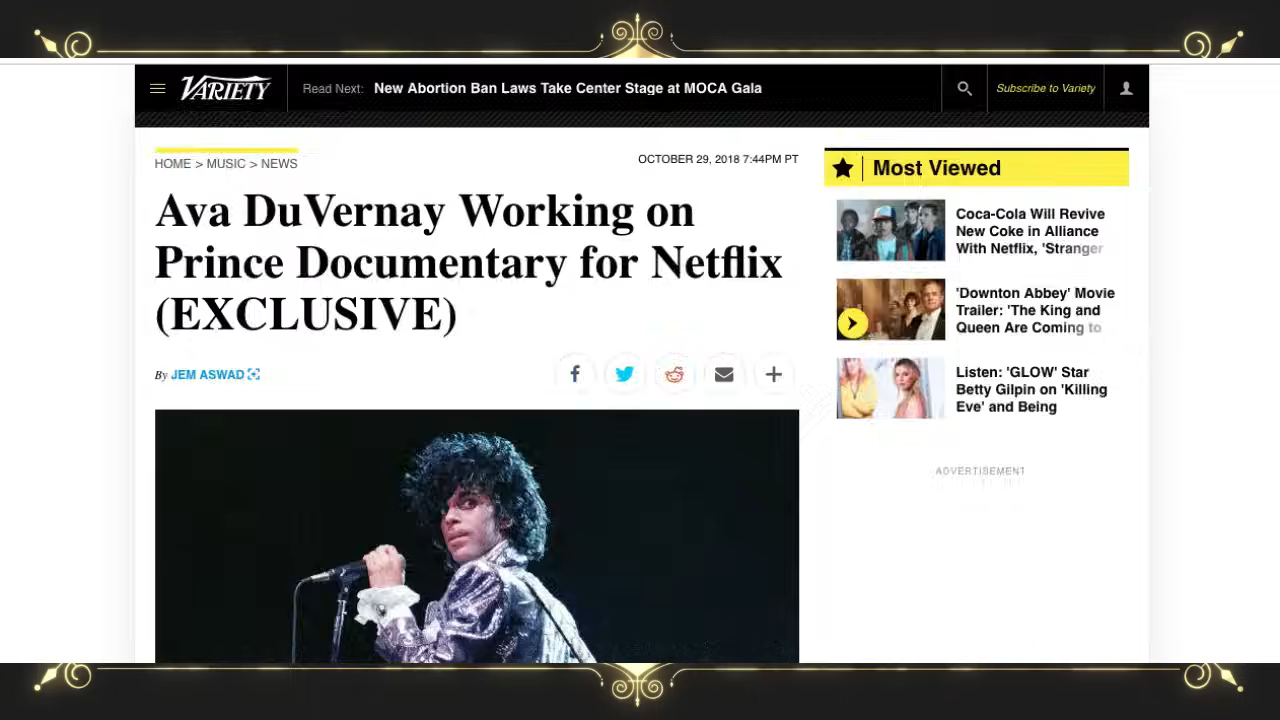 VARIETY
Read Next: New Abortion Ban Laws Take Center Stage at MOCA Gala
Subscribe to Variety
HOME > MUSIC > NEWS
OCTOBER 29, 2018 7:44PM PT
Ava DuVernay Working on
Prince Documentary for Netflix
(EXCLUSIVE)
By JEM ASWAD
Most Viewed
Coca-Cola Will Revive
New Coke in Alliance
With Netflix, 'Stranger
'Downton Abbey' Movie
Trailer: 'The King and
Queen Are Coming to
Listen: 'GLOW' Star
Betty Gilpin on 'Killing
Eve' and Being
ADVERTISEMENT